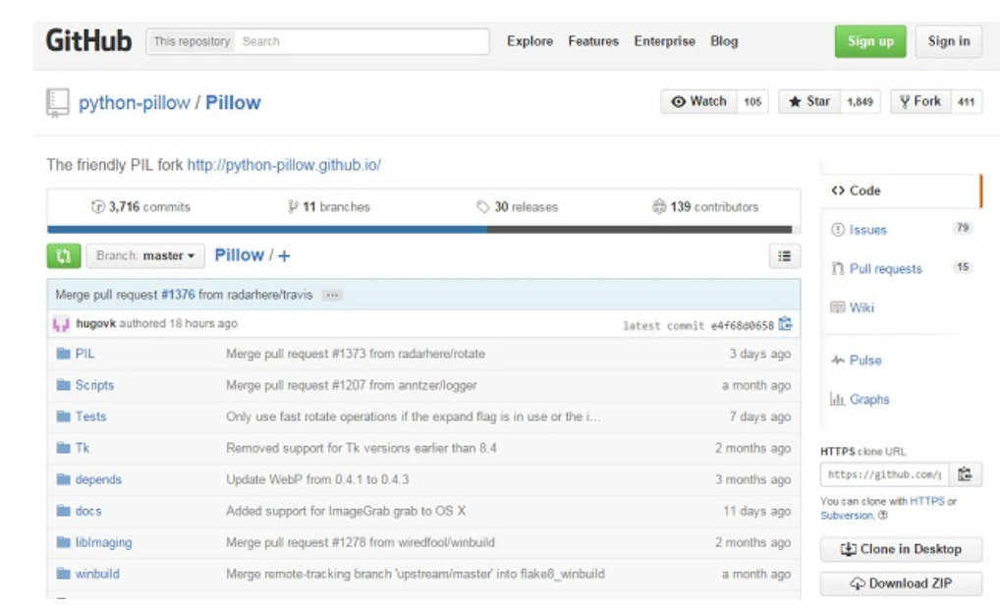 GitHub This repository Search Explore Features Enterprise Blog Sign up Sign in
python-pillow / Pillow Watch 105 Star 1,849 Fork 411
The friendly PIL fork http://python-pillow.github.io/
3,716 commits 11 branches 30 releases 139 contributors
Branch: master Pillow / +
Merge pull request #1376 from radarhere/travis ...
hugovk authored 18 hours ago latest commit e4f68d0658
PIL Merge pull request #1373 from radarhere/rotate 3 days ago
Scripts Merge pull request #1207 from anntzer/logger a month ago
Tests Only use fast rotate operations if the expand flag is in use or the i... 7 days ago
Tk Removed support for Tk versions earlier than 8.4 2 months ago
depends Update WebP from 0.4.1 to 0.4.3 3 months ago
docs Added support for ImageGrab.grab to OS X 11 days ago
libImaging Merge pull request #1278 from wiredfool/winbuild 2 months ago
winbuild Merge remote-tracking branch 'upstream/master' into flake8_winbuild a month ago
Code
Issues 79
Pull requests 15
Wiki
Pulse
Graphs
HTTPS clone URL
https://github.com/p
You can clone with HTTPS or
Subversion.
Clone in Desktop
Download ZIP